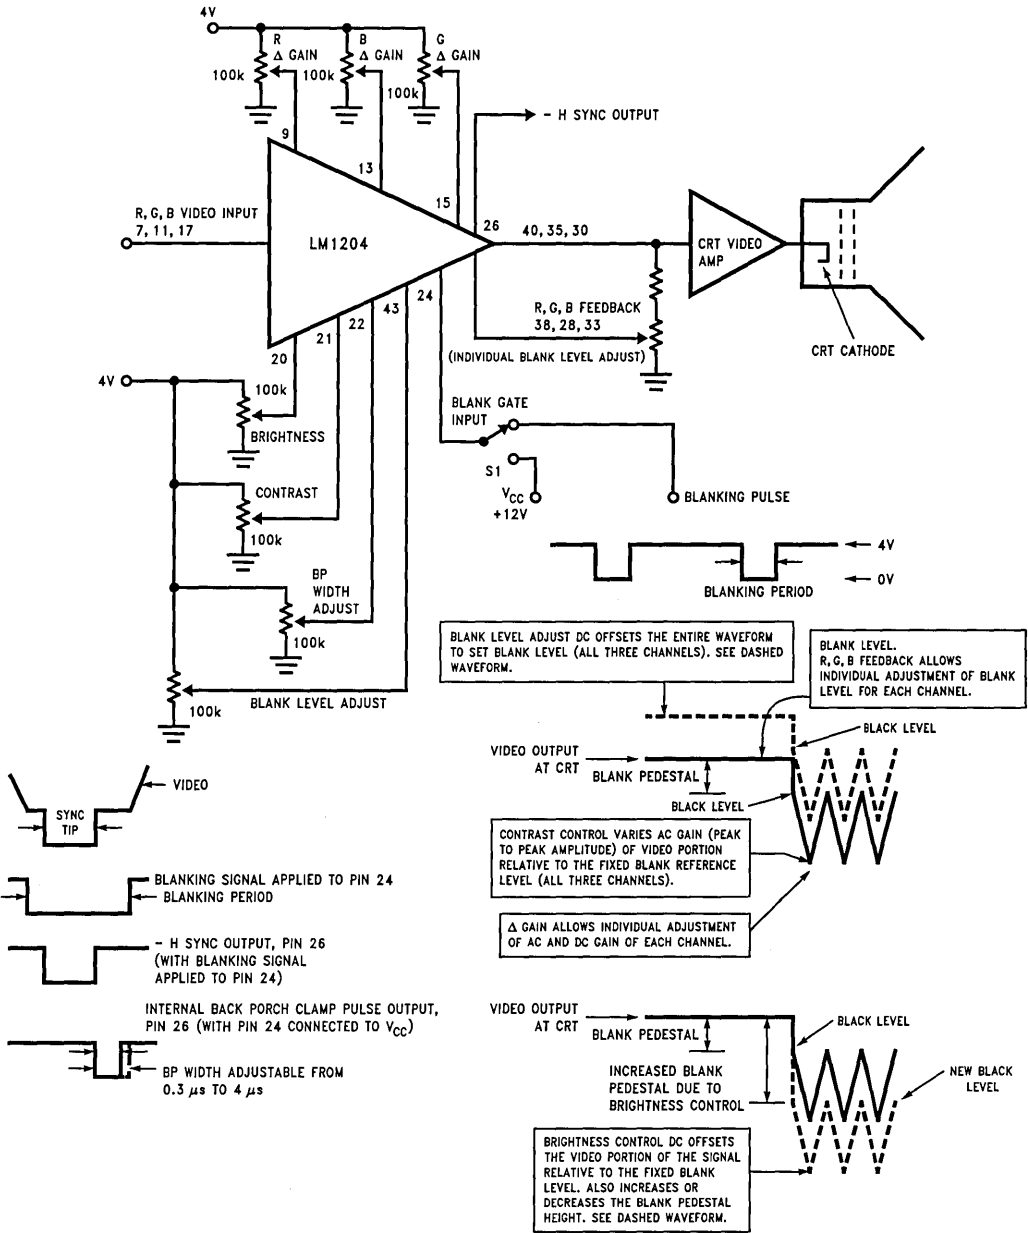 4V
R
Δ GAIN
100k
B
Δ GAIN
100k
G
Δ GAIN
100k
9
13
15
26
− H SYNC OUTPUT
R, G, B VIDEO INPUT
7, 11, 17
LM1204
40, 35, 30
CRT VIDEO
AMP
CRT CATHODE
R, G, B FEEDBACK
38, 28, 33
(INDIVIDUAL BLANK LEVEL ADJUST)
20
21
22
43
24
4V
100k
BRIGHTNESS
CONTRAST
100k
BP
WIDTH
ADJUST
100k
BLANK LEVEL ADJUST
100k
BLANK GATE
INPUT
S1
VCC
+12V
BLANKING PULSE
4V
0V
BLANKING PERIOD
BLANK LEVEL ADJUST DC OFFSETS THE ENTIRE WAVEFORM
TO SET BLANK LEVEL (ALL THREE CHANNELS). SEE DASHED
WAVEFORM.
BLANK LEVEL.
R, G, B FEEDBACK ALLOWS
INDIVIDUAL ADJUSTMENT OF BLANK
LEVEL FOR EACH CHANNEL.
BLACK LEVEL
VIDEO OUTPUT
AT CRT
BLANK PEDESTAL
BLACK LEVEL
CONTRAST CONTROL VARIES AC GAIN (PEAK
TO PEAK AMPLITUDE) OF VIDEO PORTION
RELATIVE TO THE FIXED BLANK REFERENCE
LEVEL (ALL THREE CHANNELS).
Δ GAIN ALLOWS INDIVIDUAL ADJUSTMENT
OF AC AND DC GAIN OF EACH CHANNEL.
VIDEO
SYNC
TIP
BLANKING SIGNAL APPLIED TO PIN 24
BLANKING PERIOD
− H SYNC OUTPUT, PIN 26
(WITH BLANKING SIGNAL
APPLIED TO PIN 24)
INTERNAL BACK PORCH CLAMP PULSE OUTPUT,
PIN 26 (WITH PIN 24 CONNECTED TO VCC)
BP WIDTH ADJUSTABLE FROM
0.3 μs TO 4 μs
VIDEO OUTPUT
AT CRT
BLANK PEDESTAL
BLACK LEVEL
INCREASED BLANK
PEDESTAL DUE TO
BRIGHTNESS CONTROL
NEW BLACK
LEVEL
BRIGHTNESS CONTROL DC OFFSETS
THE VIDEO PORTION OF THE SIGNAL
RELATIVE TO THE FIXED BLANK
LEVEL. ALSO INCREASES OR
DECREASES THE BLANK PEDESTAL
HEIGHT. SEE DASHED WAVEFORM.